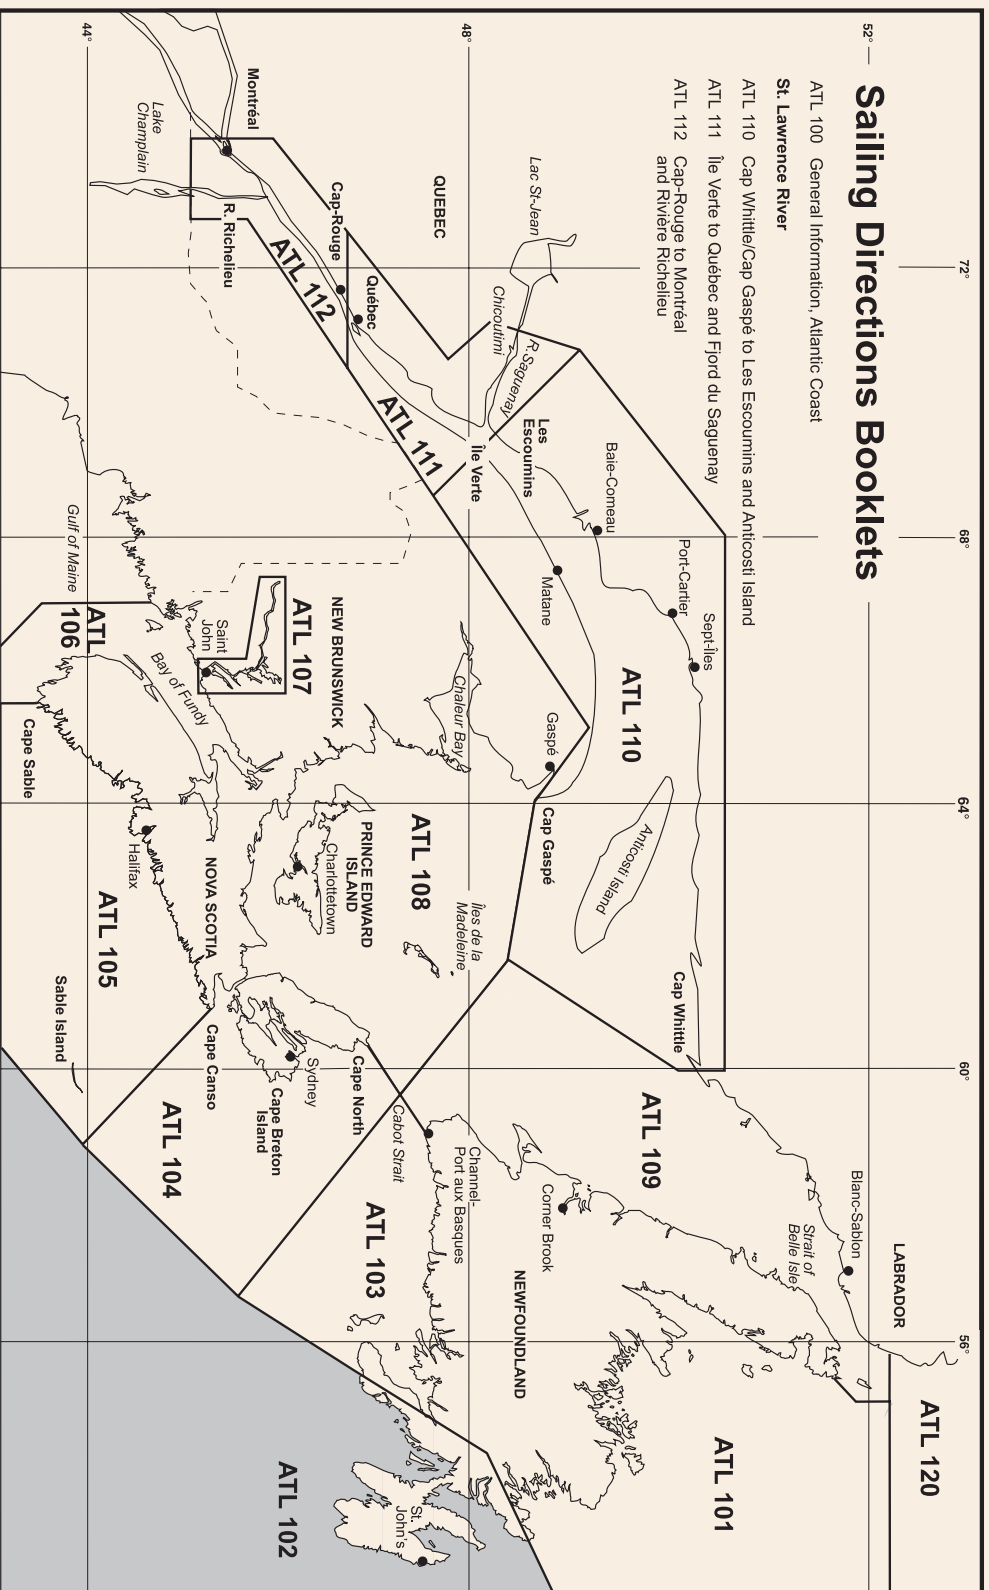 Sailing Directions Booklets
ATL 100 General Information, Atlantic Coast
St. Lawrence River
ATL 110 Cap Whittle/Cap Gaspé to Les Escoumins and Anticosti Island
ATL 111 Île Verte to Québec and Fjord du Saguenay
ATL 112 Cap-Rouge to Montréal
and Rivière Richelieu
72°
68°
64°
60°
56°
52°
48°
44°
LABRADOR
ATL 120
Blanc-Sablon
Strait of
Belle Isle
ATL 101
Sept-Îles
Port-Cartier
Cap Whittle
ATL 109
Baie-Comeau
ATL 110
Anticosti Island
Corner Brook
NEWFOUNDLAND
Lac St-Jean
Chicoutimi
R. Saguenay
Les
Escoumins
Matane
Gaspé
Cap Gaspé
QUEBEC
Île Verte
Îles de la
Madeleine
Channel-
Port aux Basques
Chaleur Bay
ATL 111
ATL 108
Cabot Strait
ATL 103
St.
John's
Québec
Cap-Rouge
ATL 112
NEW BRUNSWICK
PRINCE EDWARD
ISLAND
Charlottetown
Cape North
Sydney
Cape Breton
Island
ATL 102
ATL 107
Montréal
R. Richelieu
Saint
John
Bay of Fundy
NOVA SCOTIA
Cape Canso
ATL 104
Lake
Champlain
Gulf of Maine
ATL
106
Halifax
ATL 105
Sable Island
Cape Sable